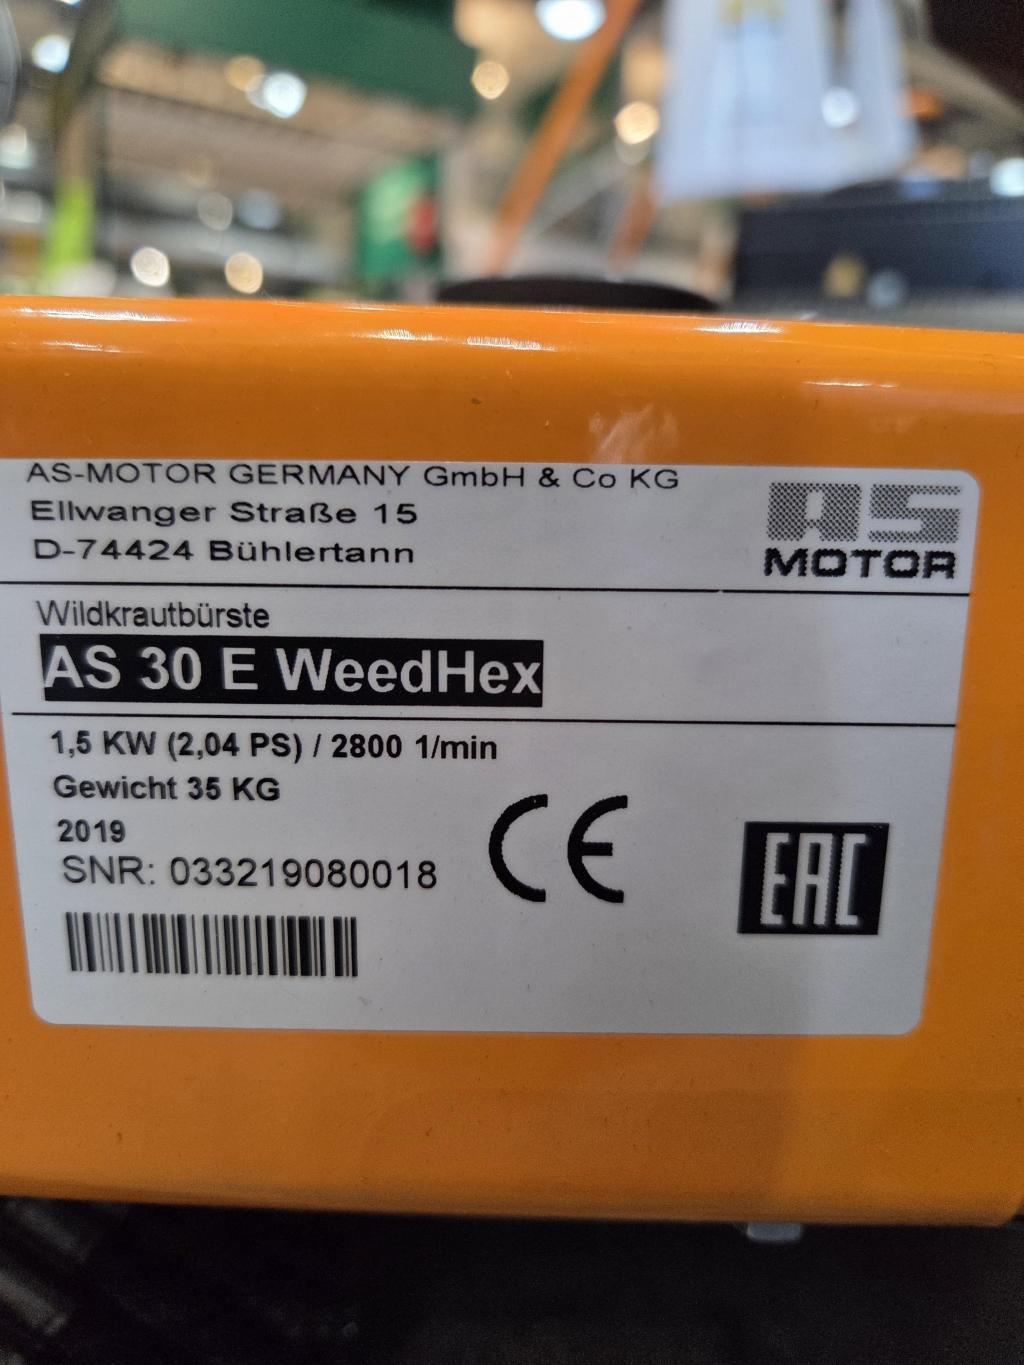 AS-MOTOR GERMANY GmbH & Co KG
Ellwanger Straße 15
D-74424 Bühlertann
AS
MOTOR
Wildkrautbürste
AS 30 E WeedHex
1,5 KW (2,04 PS) / 2800 1/min
Gewicht 35 KG
2019
SNR: 033219080018
CE
EAC